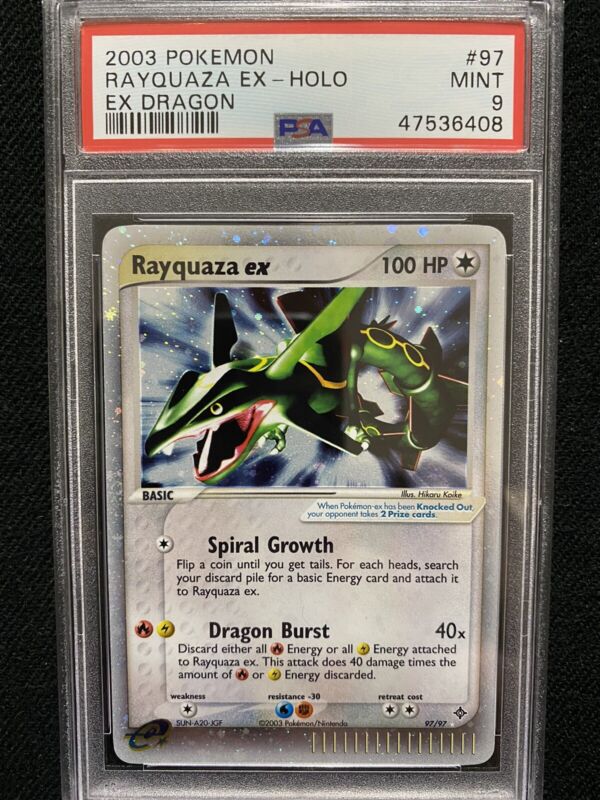 2003 POKEMON #97
RAYQUAZA EX - HOLO MINT
EX DRAGON 9
PSA 47536408
Rayquaza ex 100 HP
BASIC Illus. Hikaru Koike
When Pokémon-ex has been Knocked Out,
your opponent takes 2 Prize cards.
Spiral Growth
Flip a coin until you get tails. For each heads, search
your discard pile for a basic Energy card and attach it
to Rayquaza ex.
Dragon Burst 40x
Discard either all Energy or all Energy attached
to Rayquaza ex. This attack does 40 damage times the
amount of or Energy discarded.
weakness resistance -30 retreat cost
SUN-A20-JGF ©2003 Pokémon/Nintendo 97/97
e